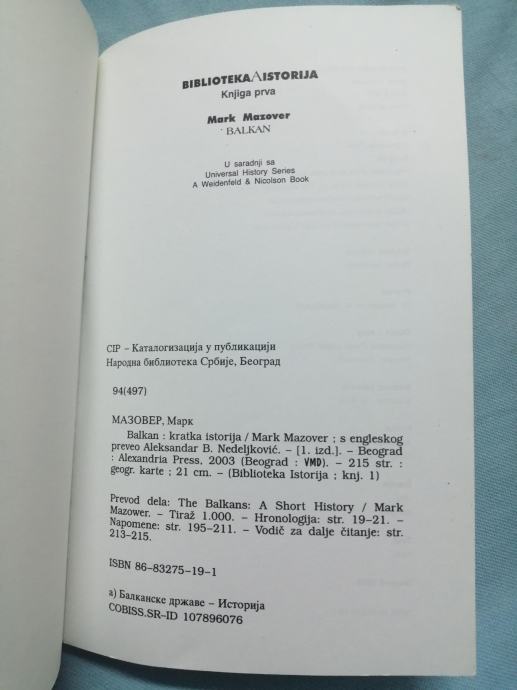 BIBLIOTEKAAISTORIJA
Knjiga prva
Mark Mazover
BALKAN
U saradnji sa
Universal History Series
A Weidenfeld & Nicolson Book
CIP – Каталогизација у публикацији
Народна библиотека Србије, Београд
94(497)
МАЗОВЕР, Марк
Balkan : kratka istorija / Mark Mazover ; s engleskog
preveo Aleksandar B. Nedeljković. – [1. izd.]. – Beograd
: Alexandria Press, 2003 (Beograd : VMD). – 215 str. :
geogr. karte ; 21 cm. – (Biblioteka Istorija ; knj. 1)
Prevod dela: The Balkans: A Short History / Mark
Mazower. – Tiraž 1.000. – Hronologija: str. 19–21. –
Napomene: str. 195–211. – Vodič za dalje čitanje: str.
213–215.
ISBN 86–83275–19–1
а) Балканске државе – Историја
COBISS.SR–ID 107896076